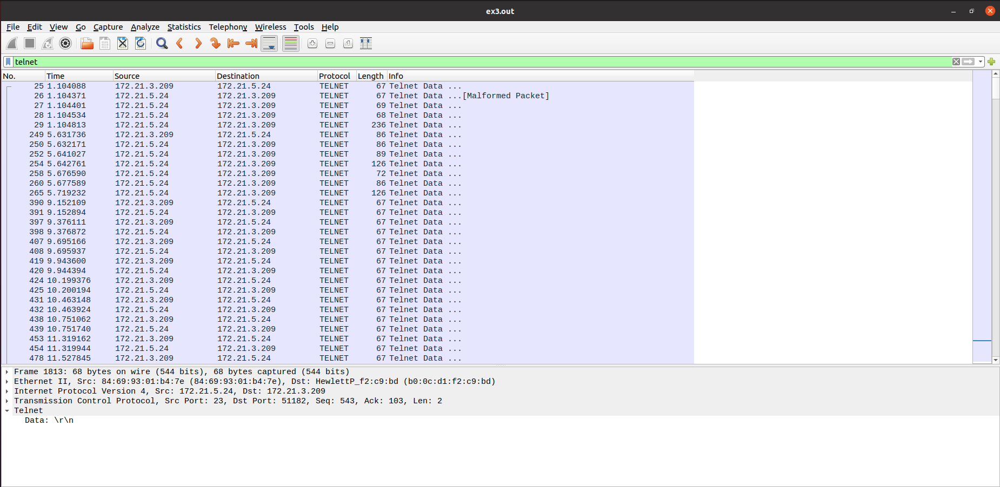 ex3.out
File Edit View Go Capture Analyze Statistics Telephony Wireless Tools Help
telnet
No. Time Source Destination Protocol Length Info
25 1.104088 172.21.3.209 172.21.5.24 TELNET 67 Telnet Data ...
26 1.104371 172.21.5.24 172.21.3.209 TELNET 67 Telnet Data ...[Malformed Packet]
27 1.104401 172.21.5.24 172.21.3.209 TELNET 69 Telnet Data ...
28 1.104534 172.21.5.24 172.21.3.209 TELNET 68 Telnet Data ...
29 1.104813 172.21.5.24 172.21.3.209 TELNET 236 Telnet Data ...
249 5.631736 172.21.3.209 172.21.5.24 TELNET 86 Telnet Data ...
250 5.632171 172.21.5.24 172.21.3.209 TELNET 86 Telnet Data ...
252 5.641027 172.21.5.24 172.21.3.209 TELNET 89 Telnet Data ...
254 5.642761 172.21.5.24 172.21.3.209 TELNET 126 Telnet Data ...
258 5.676590 172.21.5.24 172.21.3.209 TELNET 72 Telnet Data ...
260 5.677589 172.21.5.24 172.21.3.209 TELNET 86 Telnet Data ...
265 5.719232 172.21.5.24 172.21.3.209 TELNET 126 Telnet Data ...
390 9.152109 172.21.3.209 172.21.5.24 TELNET 67 Telnet Data ...
391 9.152894 172.21.5.24 172.21.3.209 TELNET 67 Telnet Data ...
397 9.376111 172.21.3.209 172.21.5.24 TELNET 67 Telnet Data ...
398 9.376872 172.21.5.24 172.21.3.209 TELNET 67 Telnet Data ...
407 9.695166 172.21.3.209 172.21.5.24 TELNET 67 Telnet Data ...
408 9.695937 172.21.5.24 172.21.3.209 TELNET 67 Telnet Data ...
419 9.943600 172.21.3.209 172.21.5.24 TELNET 67 Telnet Data ...
420 9.944394 172.21.5.24 172.21.3.209 TELNET 67 Telnet Data ...
424 10.199376 172.21.3.209 172.21.5.24 TELNET 67 Telnet Data ...
425 10.200194 172.21.5.24 172.21.3.209 TELNET 67 Telnet Data ...
431 10.463148 172.21.3.209 172.21.5.24 TELNET 67 Telnet Data ...
432 10.463924 172.21.5.24 172.21.3.209 TELNET 67 Telnet Data ...
438 10.751062 172.21.3.209 172.21.5.24 TELNET 67 Telnet Data ...
439 10.751740 172.21.5.24 172.21.3.209 TELNET 67 Telnet Data ...
453 11.319162 172.21.3.209 172.21.5.24 TELNET 67 Telnet Data ...
454 11.319944 172.21.5.24 172.21.3.209 TELNET 67 Telnet Data ...
478 11.527845 172.21.3.209 172.21.5.24 TELNET 67 Telnet Data ...
Frame 1813: 68 bytes on wire (544 bits), 68 bytes captured (544 bits)
Ethernet II, Src: 84:69:93:01:b4:7e (84:69:93:01:b4:7e), Dst: HewlettP_f2:c9:bd (b0:0c:d1:f2:c9:bd)
Internet Protocol Version 4, Src: 172.21.5.24, Dst: 172.21.3.209
Transmission Control Protocol, Src Port: 23, Dst Port: 51182, Seq: 543, Ack: 103, Len: 2
Telnet
Data: \r\n